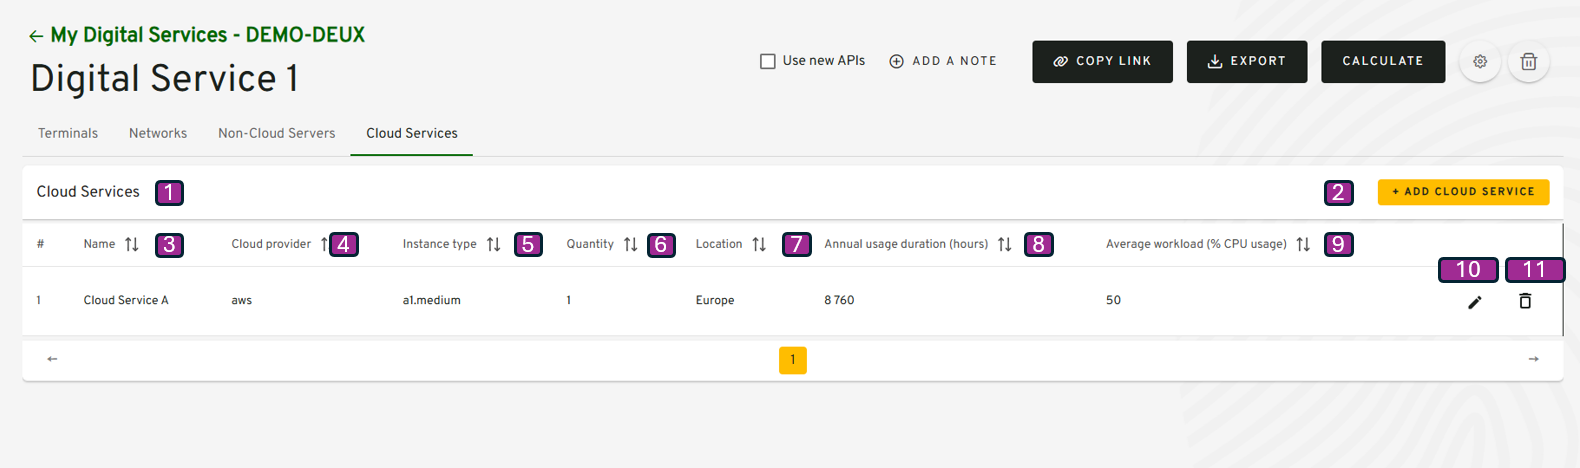 ← My Digital Services - DEMO-DEUX
Digital Service 1
Use new APIs ADD A NOTE COPY LINK EXPORT CALCULATE
Terminals Networks Non-Cloud Servers Cloud Services
Cloud Services 1 2 + ADD CLOUD SERVICE
# Name 3 Cloud provider 4 Instance type 5 Quantity 6 Location 7 Annual usage duration (hours) 8 Average workload (% CPU usage) 9
10 11
1 Cloud Service A aws a1.medium 1 Europe 8 760 50
← 1 →